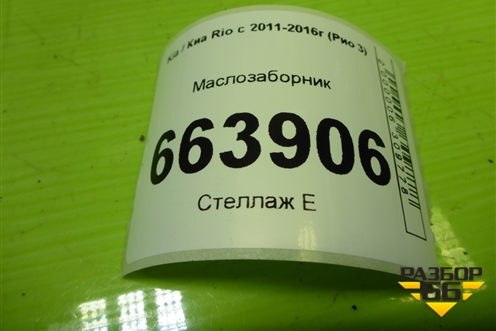 Kia / Киа Rio с 2011-2016г (Рио 3)
Маслозаборник
663906
Стеллаж Е
РАЗБОР
66